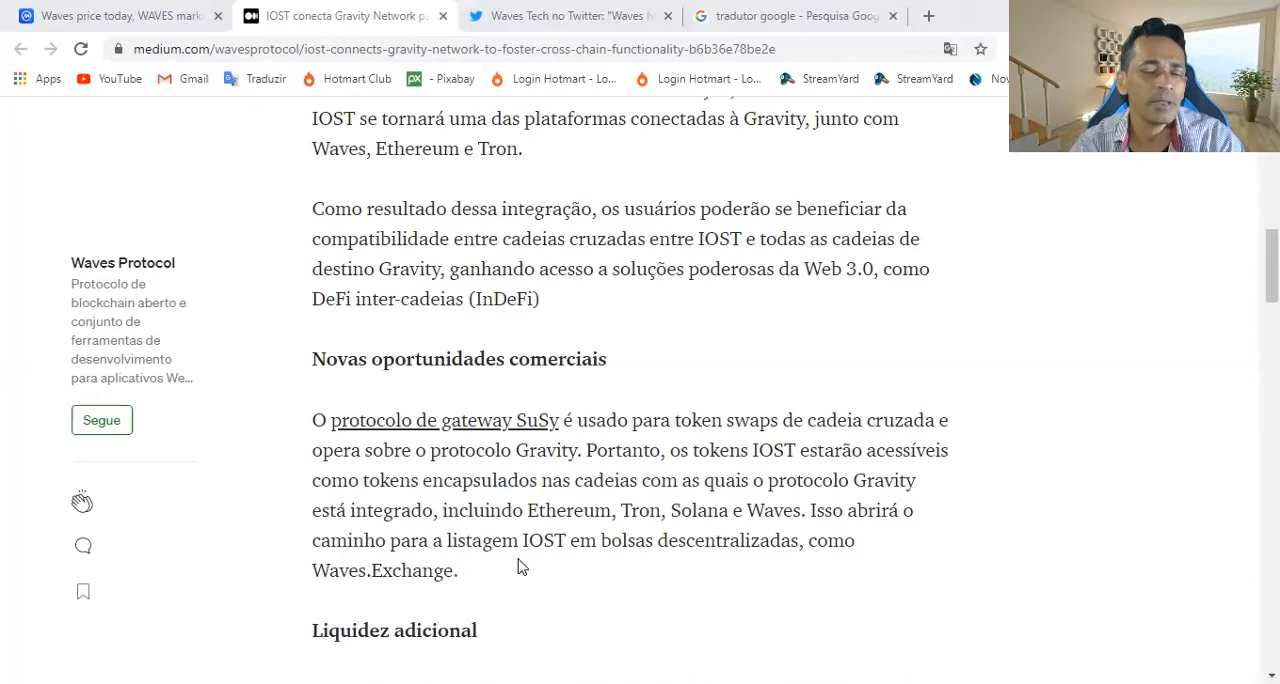 Waves price today, WAVES mark
IOST conecta Gravity Network pa
Waves Tech no Twitter: "Waves h
tradutor google - Pesquisa Goog
medium.com/wavesprotocol/iost-connects-gravity-network-to-foster-cross-chain-functionality-b6b36e78be2e
Apps YouTube Gmail Traduzir Hotmart Club PX - Pixabay Login Hotmart - Lo... Login Hotmart - Lo... StreamYard StreamYard Nov
IOST se tornará uma das plataformas conectadas à Gravity, junto com
Waves, Ethereum e Tron.
Como resultado dessa integração, os usuários poderão se beneficiar da
compatibilidade entre cadeias cruzadas entre IOST e todas as cadeias de
destino Gravity, ganhando acesso a soluções poderosas da Web 3.0, como
DeFi inter-cadeias (InDeFi)
Waves Protocol
Protocolo de
blockchain aberto e
conjunto de
ferramentas de
desenvolvimento
para aplicativos We...
Segue
Novas oportunidades comerciais
O protocolo de gateway SuSy é usado para token swaps de cadeia cruzada e
opera sobre o protocolo Gravity. Portanto, os tokens IOST estarão acessíveis
como tokens encapsulados nas cadeias com as quais o protocolo Gravity
está integrado, incluindo Ethereum, Tron, Solana e Waves. Isso abrirá o
caminho para a listagem IOST em bolsas descentralizadas, como
Waves.Exchange.
Liquidez adicional